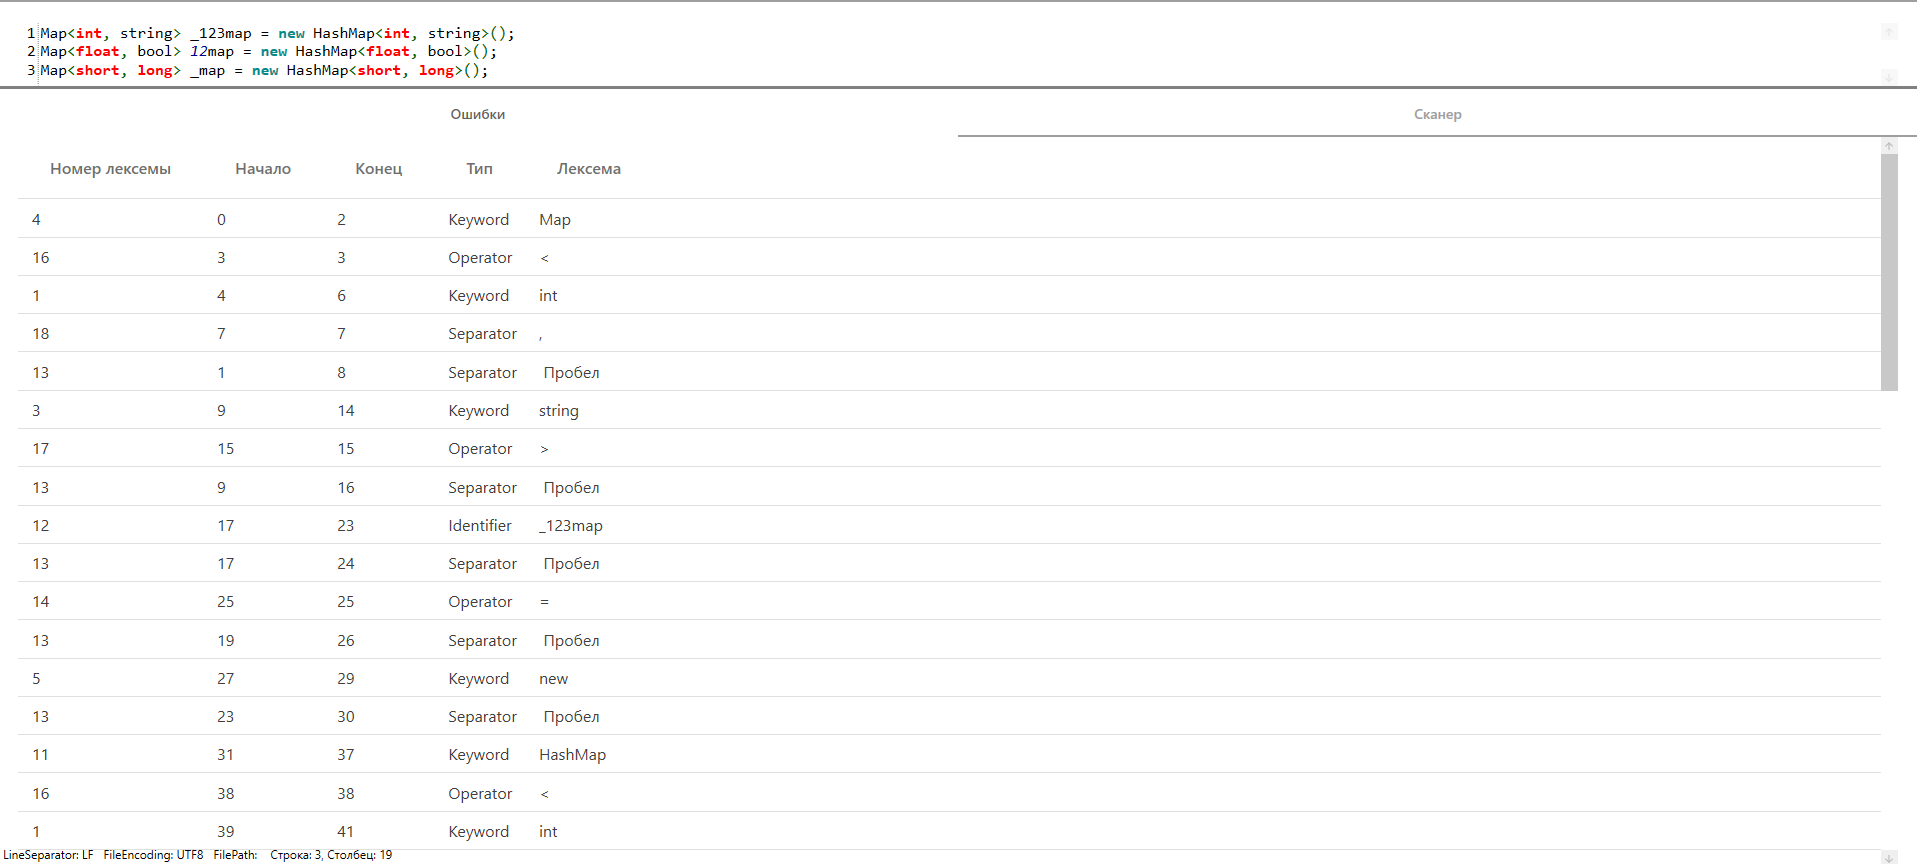 1 Map<int, string> _123map = new HashMap<int, string>();
2 Map<float, bool> 12map = new HashMap<float, bool>();
3 Map<short, long> _map = new HashMap<short, long>();
Ошибки Сканер
Номер лексемы Начало Конец Тип Лексема
4 0 2 Keyword Map
16 3 3 Operator <
1 4 6 Keyword int
18 7 7 Separator ,
13 1 8 Separator Пробел
3 9 14 Keyword string
17 15 15 Operator >
13 9 16 Separator Пробел
12 17 23 Identifier _123map
13 17 24 Separator Пробел
14 25 25 Operator =
13 19 26 Separator Пробел
5 27 29 Keyword new
13 23 30 Separator Пробел
11 31 37 Keyword HashMap
16 38 38 Operator <
1 39 41 Keyword int
LineSeparator: LF FileEncoding: UTF8 FilePath: Строка: 3, Столбец: 19